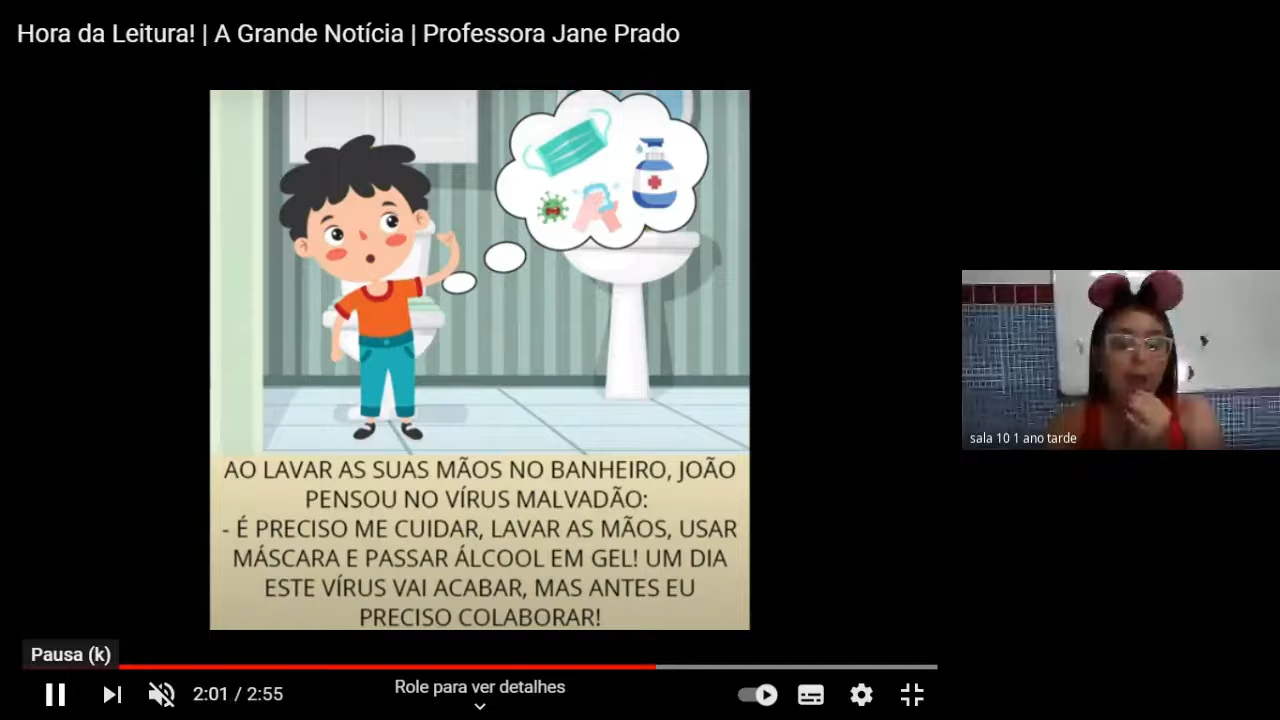 Hora da Leitura! | A Grande Notícia | Professora Jane Prado
AO LAVAR AS SUAS MÃOS NO BANHEIRO, JOÃO
PENSOU NO VÍRUS MALVADÃO:
- É PRECISO ME CUIDAR, LAVAR AS MÃOS, USAR
MÁSCARA E PASSAR ÁLCOOL EM GEL! UM DIA
ESTE VÍRUS VAI ACABAR, MAS ANTES EU
PRECISO COLABORAR!
sala 10 1 ano tarde
Pausa (k)
2:01 / 2:55
Role para ver detalhes